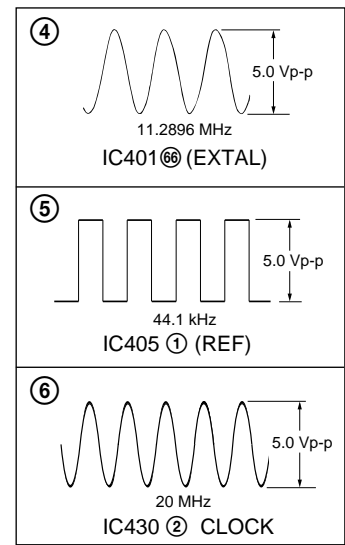 ④
5.0 Vp-p
11.2896 MHz
IC401 66 (EXTAL)
⑤
5.0 Vp-p
44.1 kHz
IC405 ① (REF)
⑥
5.0 Vp-p
20 MHz
IC430 ② CLOCK